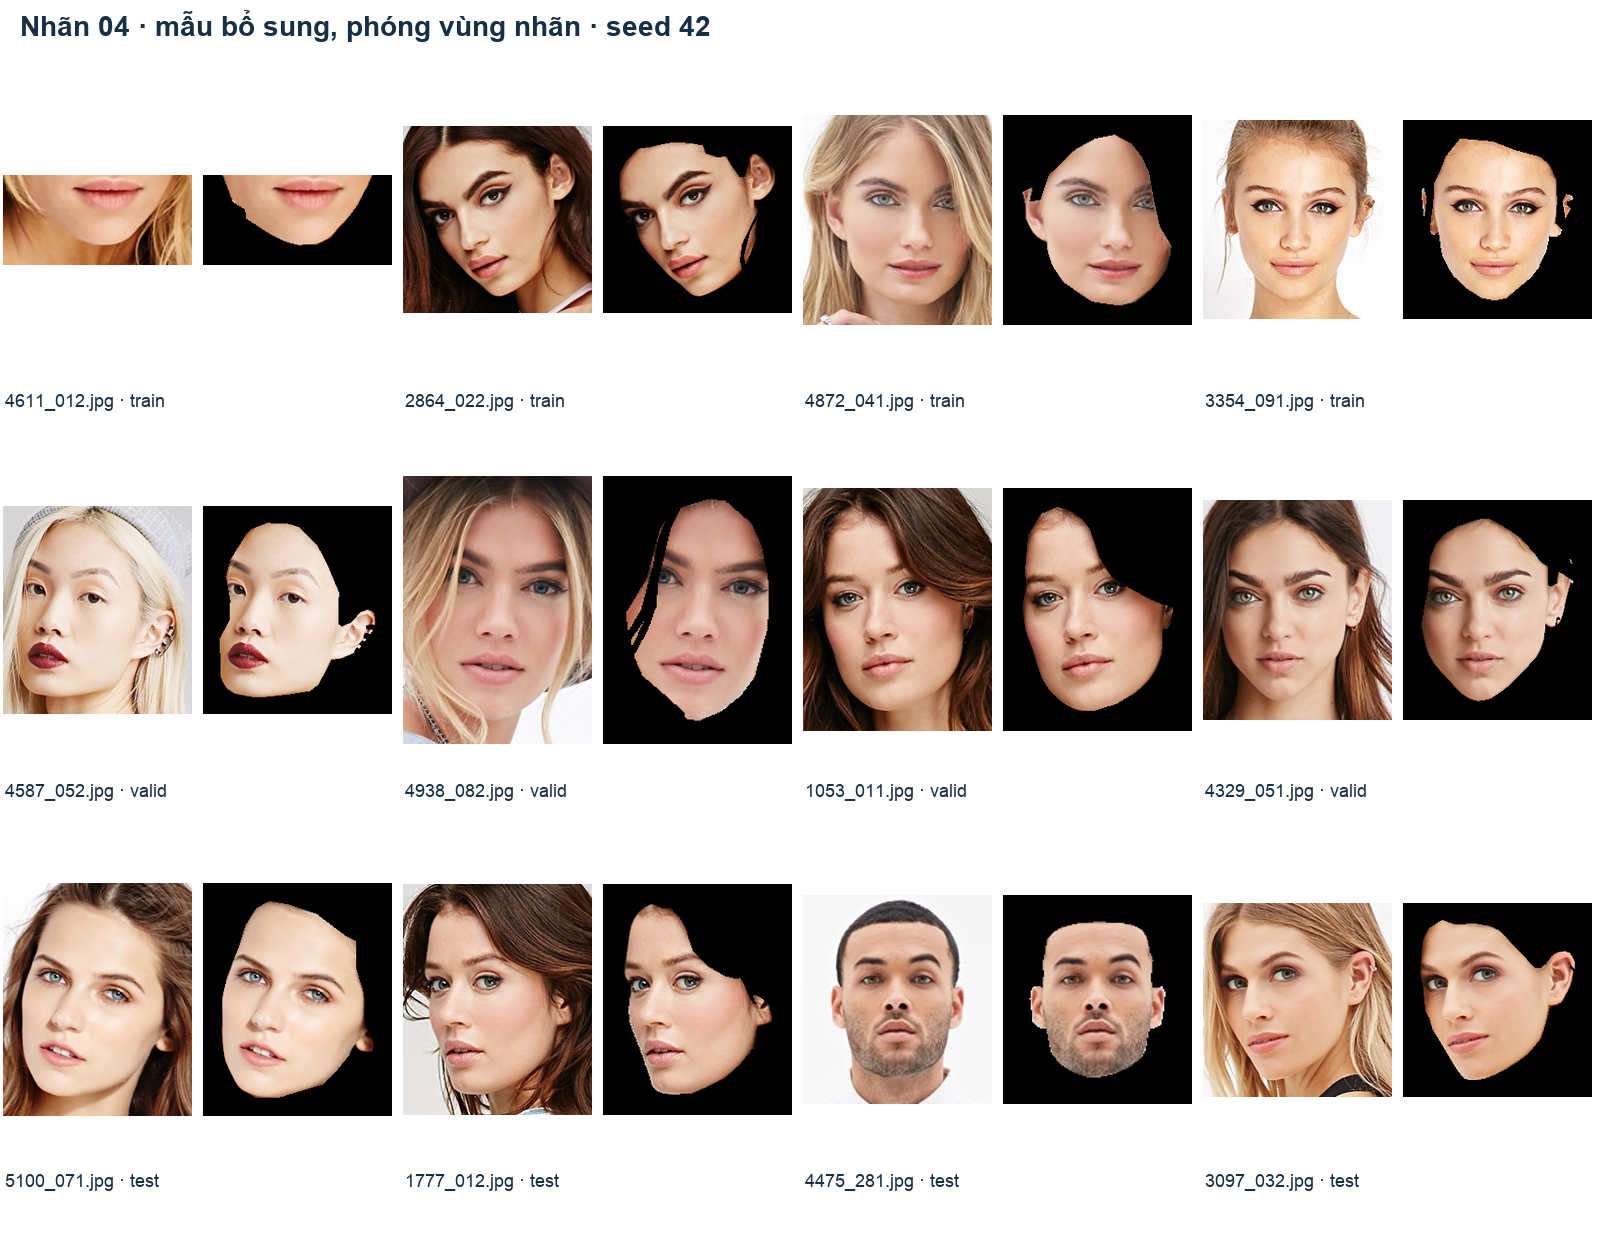 Nhãn 04 · mẫu bổ sung, phóng vùng nhãn · seed 42
4611_012.jpg · train
2864_022.jpg · train
4872_041.jpg · train
3354_091.jpg · train
4587_052.jpg · valid
4938_082.jpg · valid
1053_011.jpg · valid
4329_051.jpg · valid
5100_071.jpg · test
1777_012.jpg · test
4475_281.jpg · test
3097_032.jpg · test